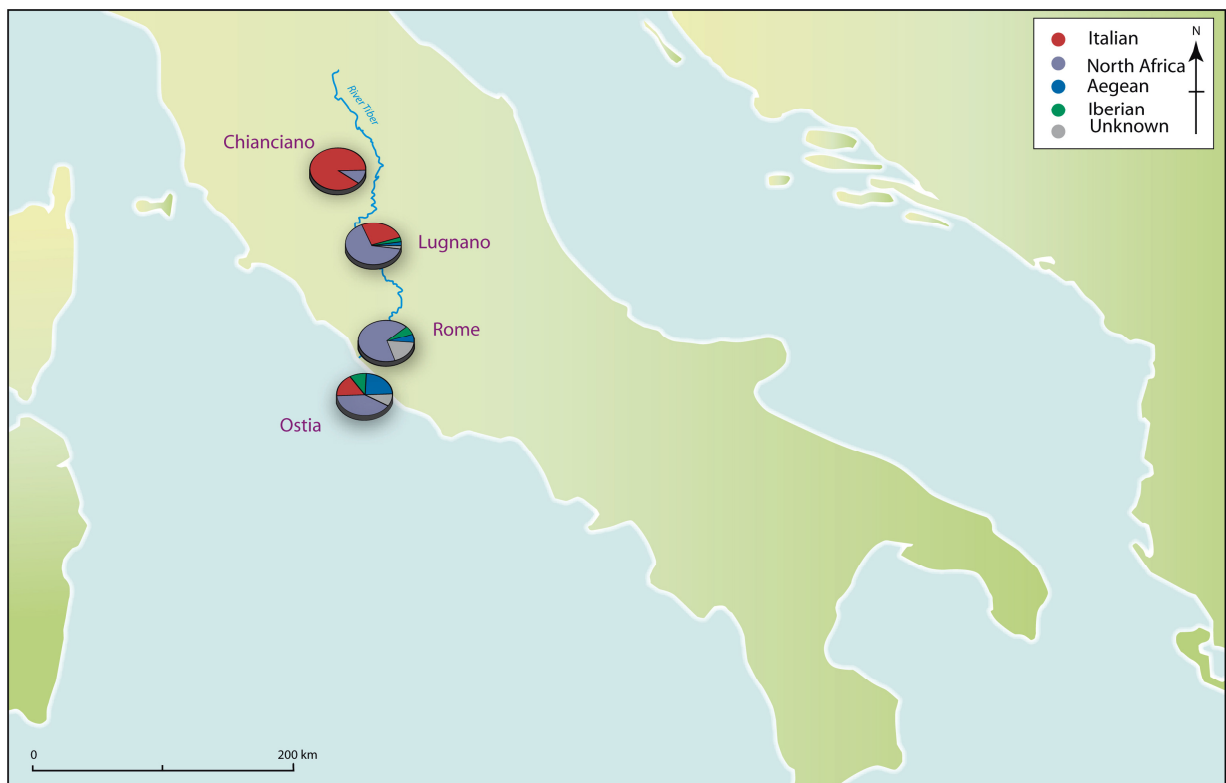 Italian
North Africa
Aegean
Iberian
Unknown
N
River Tiber
Chianciano
Lugnano
Rome
Ostia
0
200 km